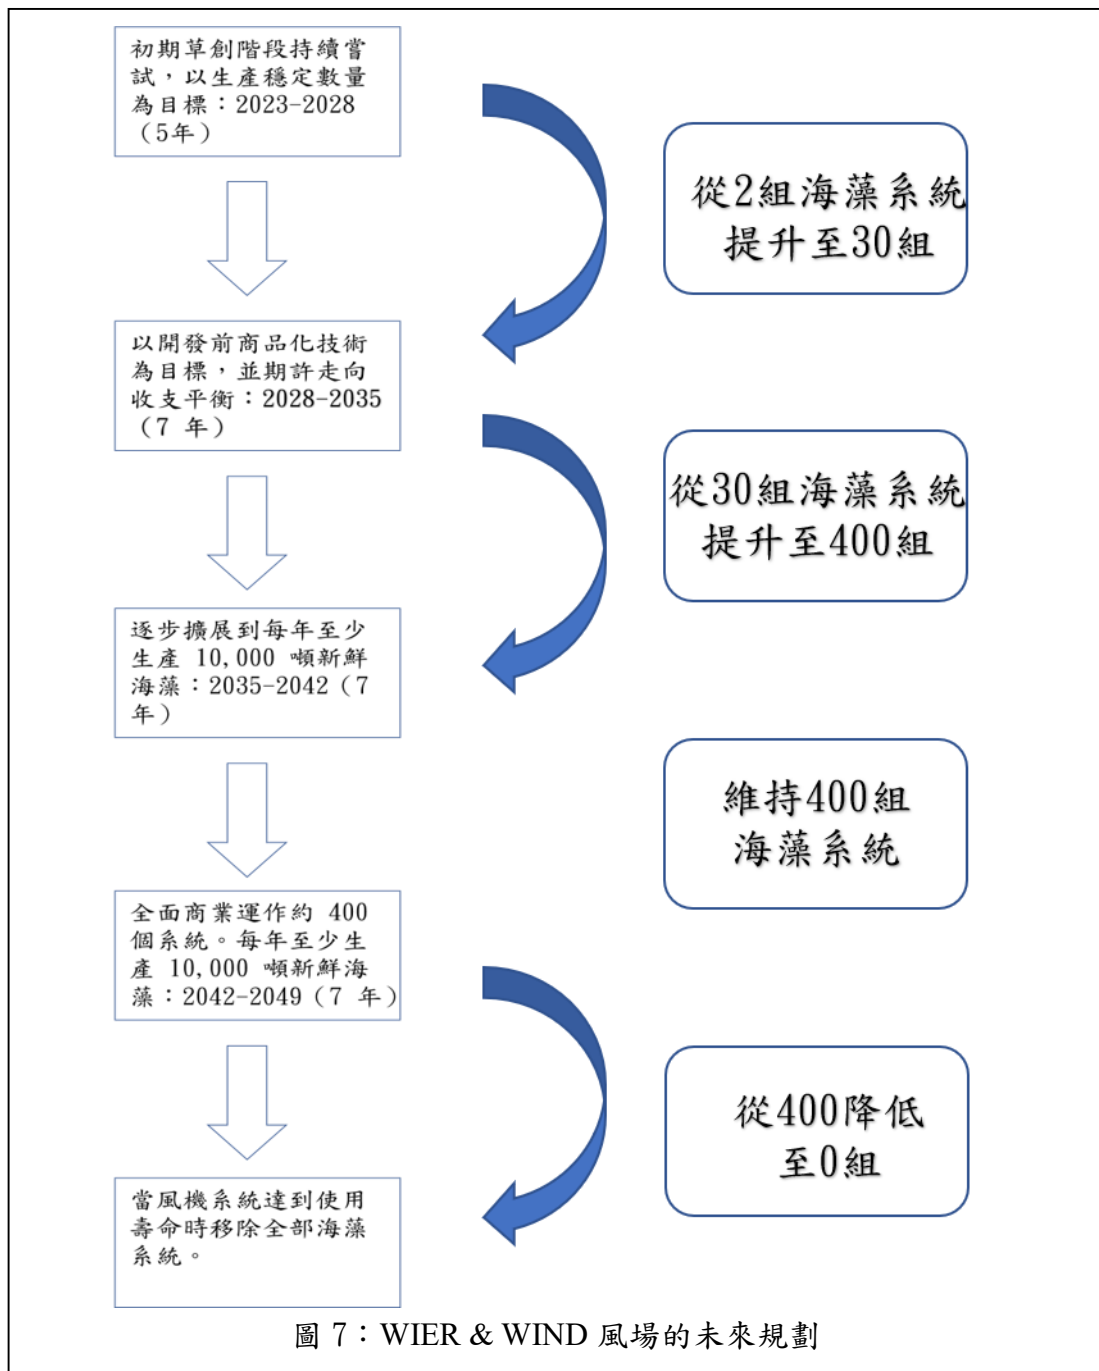 初期草創階段持續嘗
試，以生產穩定數量
為目標：2023-2028
（5年）
從2組海藻系統
提升至30組
以開發前商品化技術
為目標，並期許走向
收支平衡：2028-2035
（7 年）
從30組海藻系統
提升至400組
逐步擴展到每年至少
生產 10,000 噸新鮮
海藻：2035-2042（7
年）
維持400組
海藻系統
全面商業運作約 400
個系統。每年至少生
產 10,000 噸新鮮海
藻：2042-2049（7 年）
從400降低
至0組
當風機系統達到使用
壽命時移除全部海藻
系統。
圖 7：WIER & WIND 風場的未來規劃